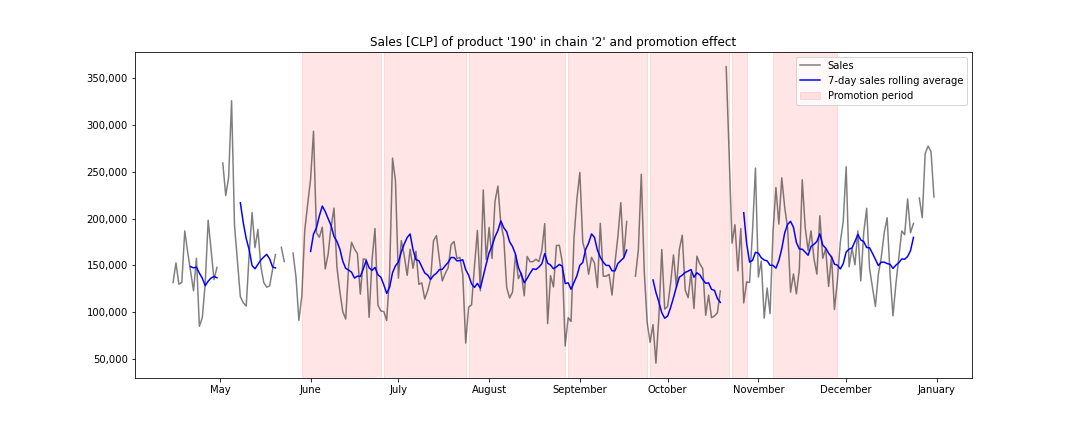 Sales [CLP] of product '190' in chain '2' and promotion effect
Sales
7-day sales rolling average
Promotion period
350,000
300,000
250,000
200,000
150,000
100,000
50,000
May June July August September October November December January